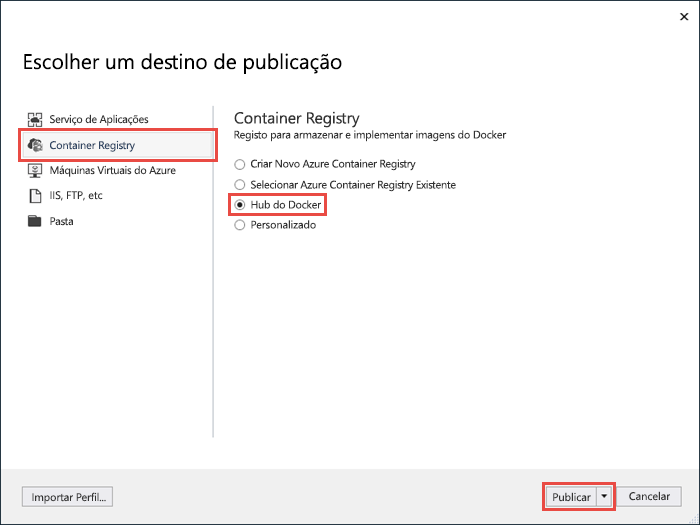 Escolher um destino de publicação
Serviço de Aplicações
Container Registry
Máquinas Virtuais do Azure
IIS, FTP, etc
Pasta
Container Registry
Registo para armazenar e implementar imagens do Docker
Criar Novo Azure Container Registry
Selecionar Azure Container Registry Existente
Hub do Docker
Personalizado
Importar Perfil...
Publicar
Cancelar